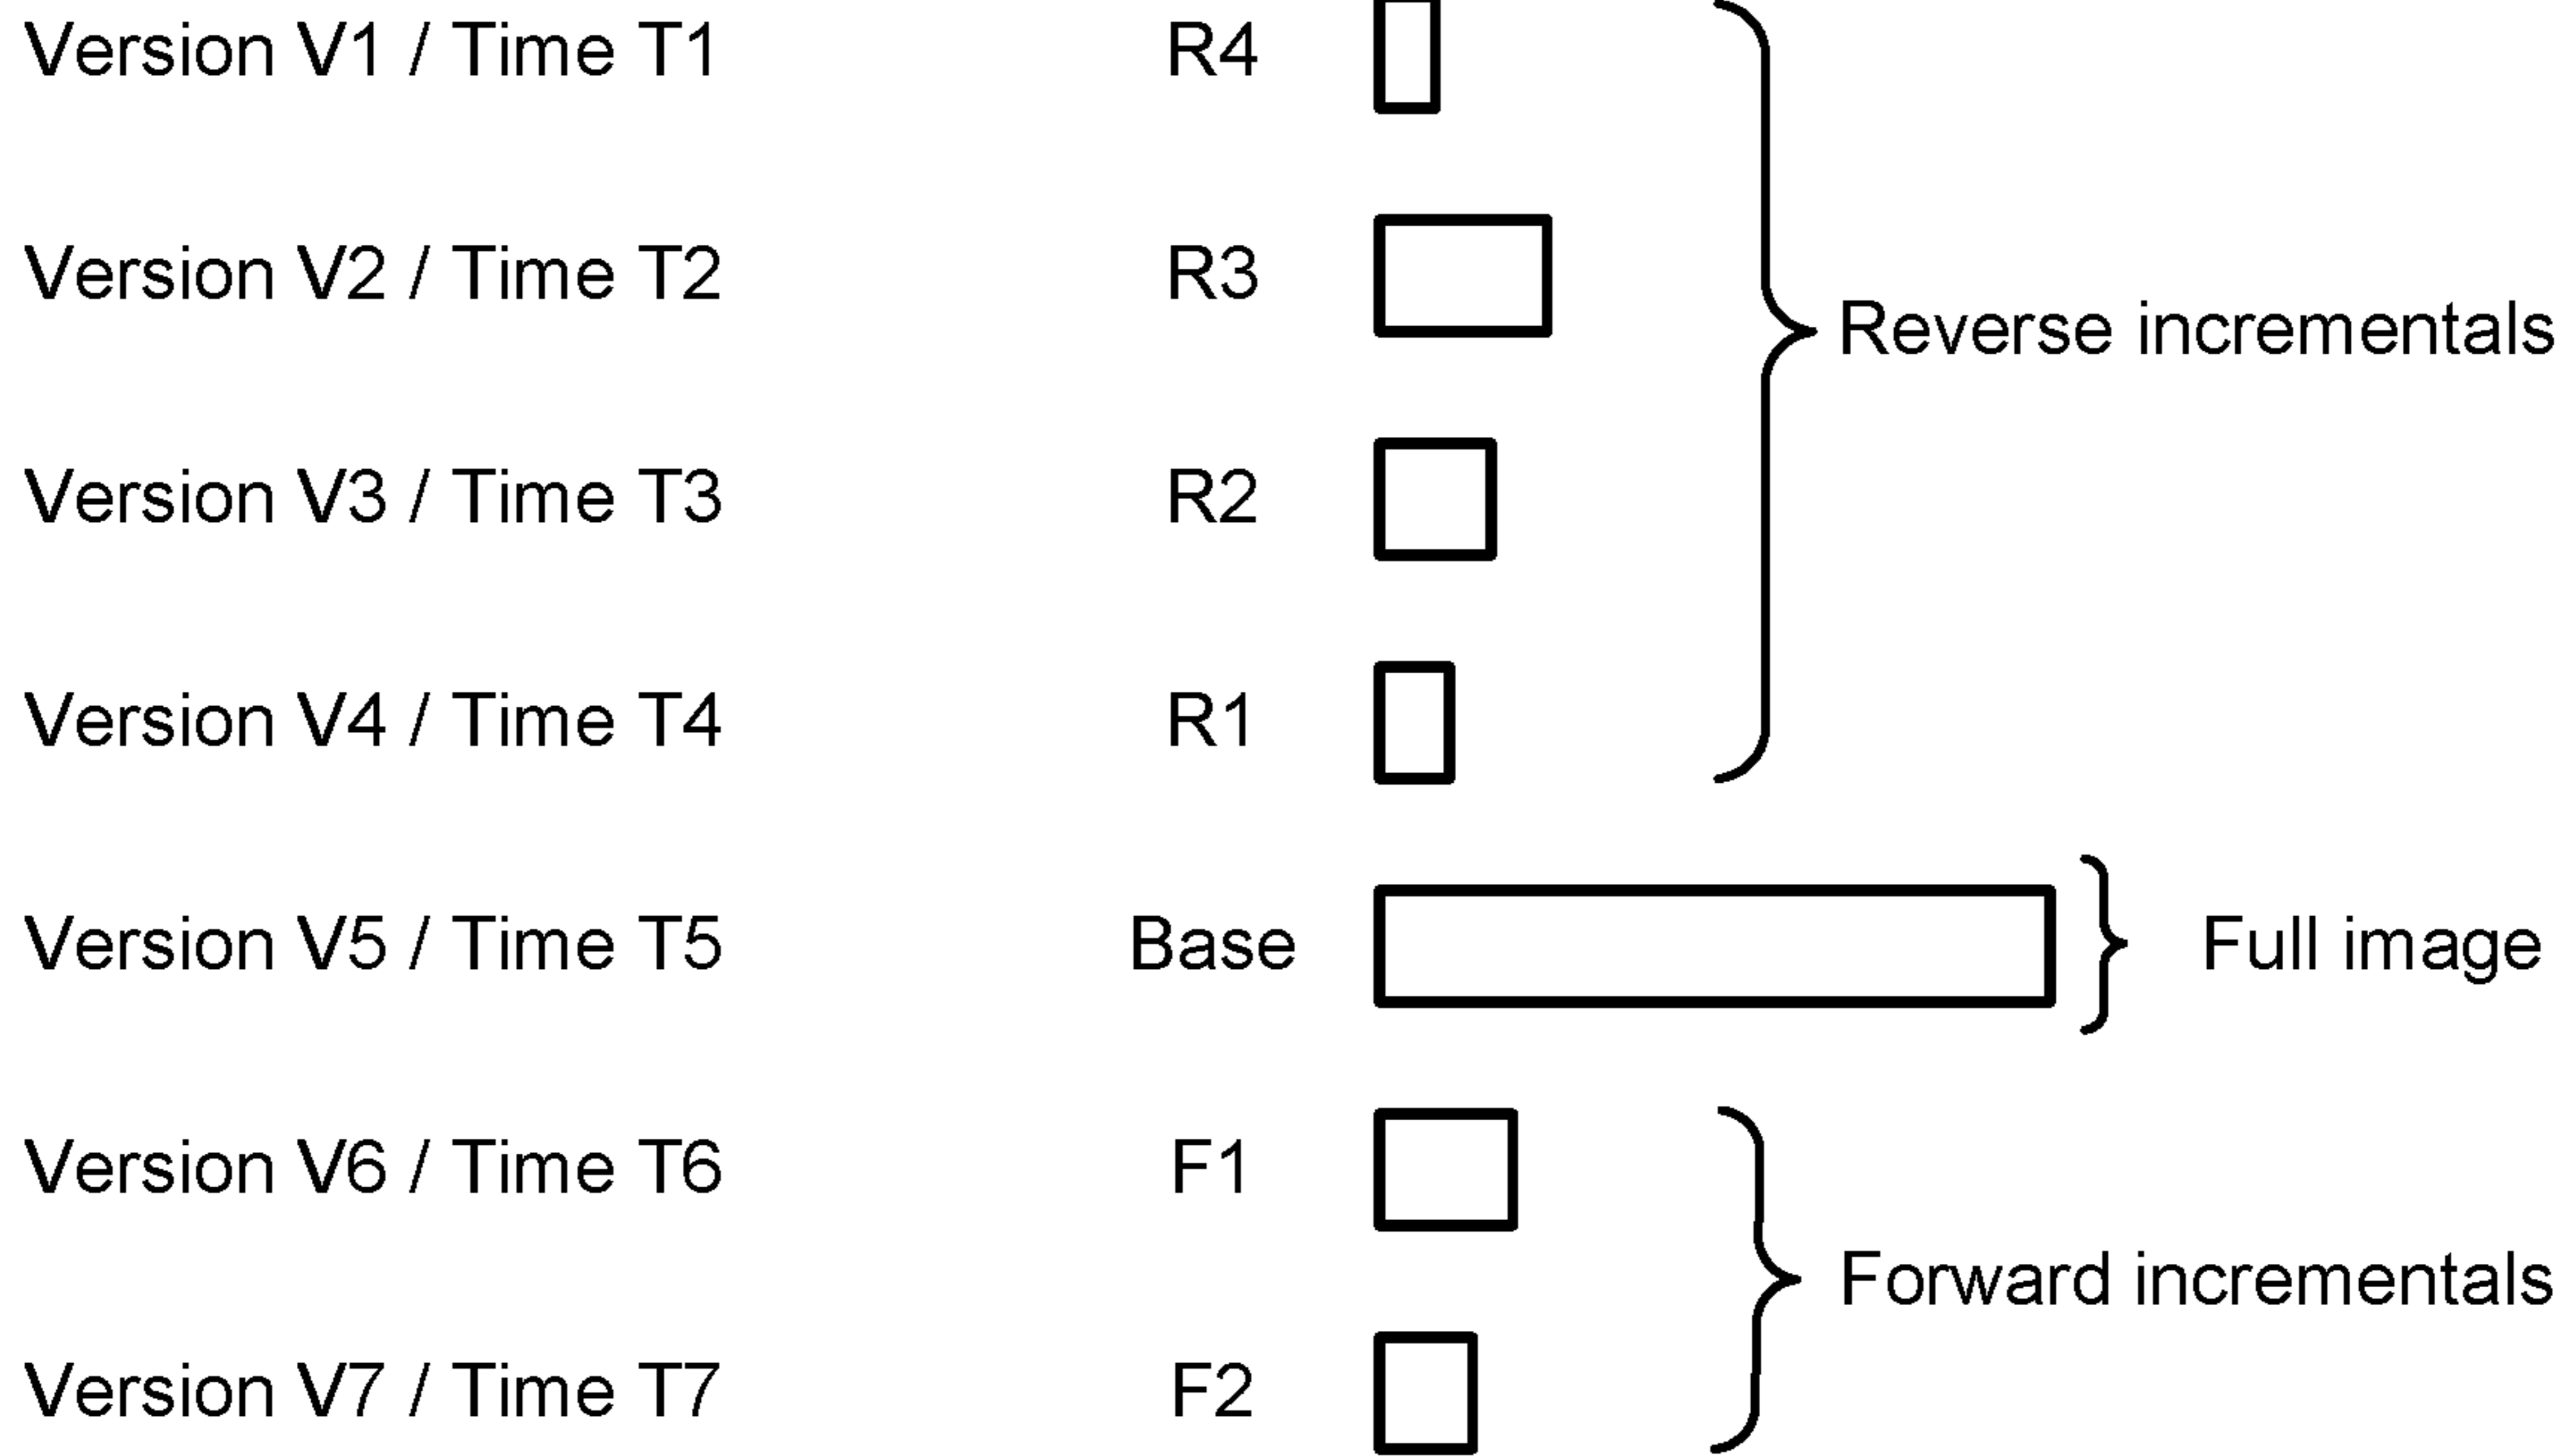 Version V1 / Time T1 R4
Version V2 / Time T2 R3
Reverse incrementals
Version V3 / Time T3 R2
Version V4 / Time T4 R1
Version V5 / Time T5 Base Full image
Version V6 / Time T6 F1
Forward incrementals
Version V7 / Time T7 F2